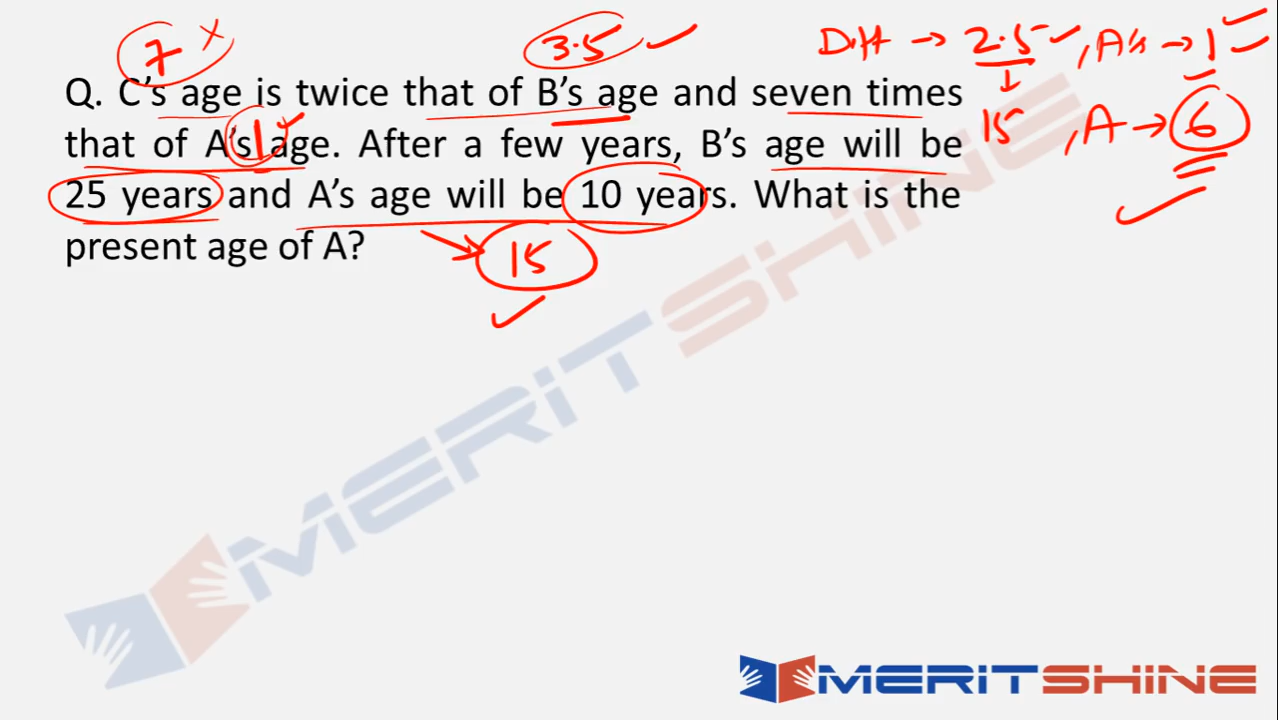 7 × 3.5 Diff → 2.5, A's → 1
Q. C's age is twice that of B's age and seven times
15, A → 6
1
that of A's age. After a few years, B's age will be
25 years and A's age will be 10 years. What is the
present age of A?
15
MERITSHINE
MERITSHINE